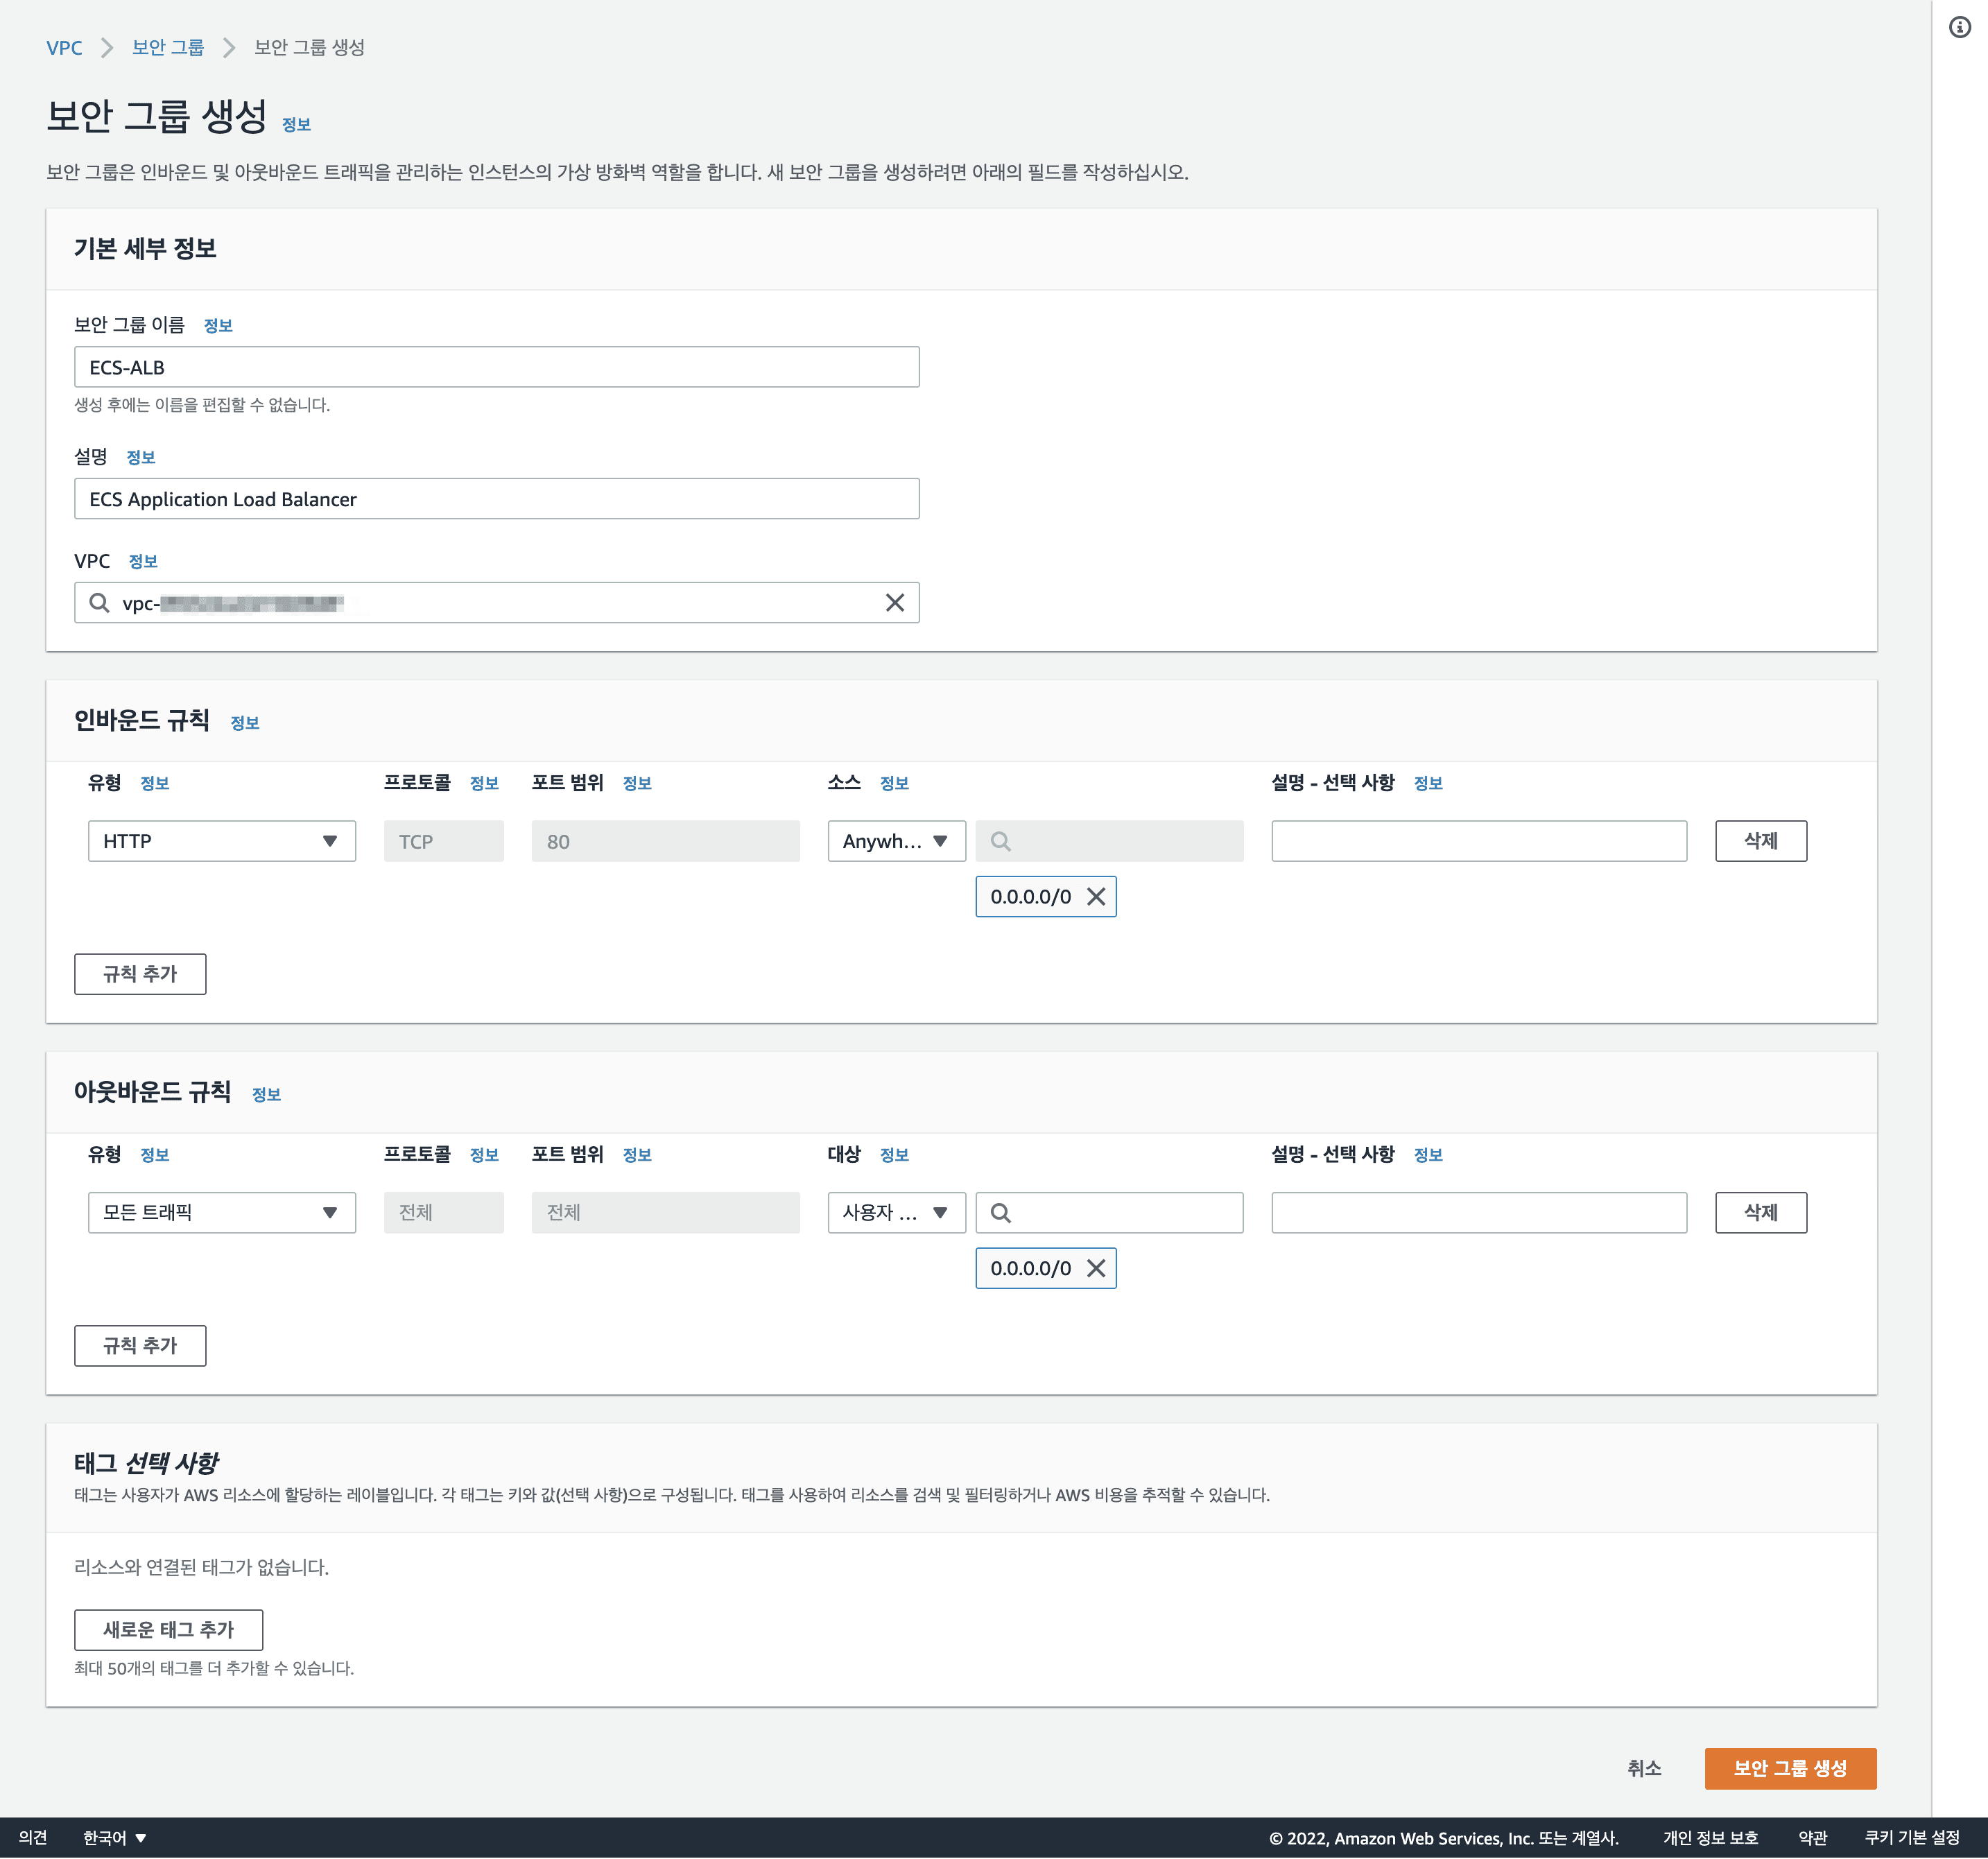 VPC > 보안 그룹 > 보안 그룹 생성
보안 그룹 생성 정보
보안 그룹은 인바운드 및 아웃바운드 트래픽을 관리하는 인스턴스의 가상 방화벽 역할을 합니다. 새 보안 그룹을 생성하려면 아래의 필드를 작성하십시오.
기본 세부 정보
보안 그룹 이름 정보
ECS-ALB
생성 후에는 이름을 편집할 수 없습니다.
설명 정보
ECS Application Load Balancer
VPC 정보
vpc-
인바운드 규칙 정보
유형 정보 프로토콜 정보 포트 범위 정보 소스 정보 설명 - 선택 사항 정보
HTTP TCP 80 Anywh... 삭제
0.0.0.0/0
규칙 추가
아웃바운드 규칙 정보
유형 정보 프로토콜 정보 포트 범위 정보 대상 정보 설명 - 선택 사항 정보
모든 트래픽 전체 전체 사용자 ... 삭제
0.0.0.0/0
규칙 추가
태그 선택 사항
태그는 사용자가 AWS 리소스에 할당하는 레이블입니다. 각 태그는 키와 값(선택 사항)으로 구성됩니다. 태그를 사용하여 리소스를 검색 및 필터링하거나 AWS 비용을 추적할 수 있습니다.
리소스와 연결된 태그가 없습니다.
새로운 태그 추가
최대 50개의 태그를 더 추가할 수 있습니다.
취소 보안 그룹 생성
의견 한국어 © 2022, Amazon Web Services, Inc. 또는 계열사. 개인 정보 보호 약관 쿠키 기본 설정